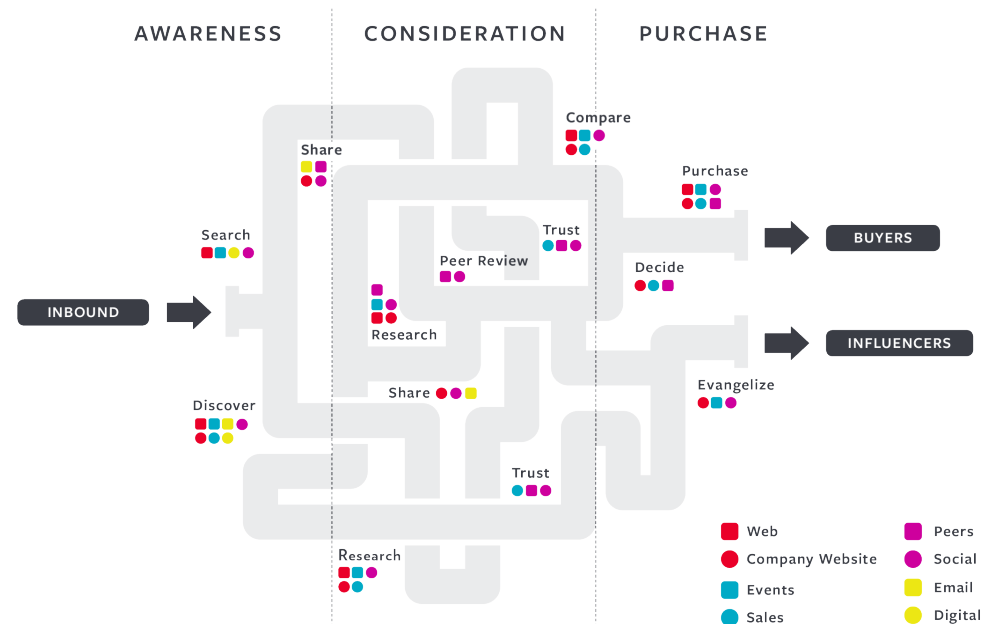 AWARENESS
CONSIDERATION
PURCHASE
Compare
Share
Purchase
Search
Trust
BUYERS
Peer Review
Decide
INBOUND
Research
INFLUENCERS
Evangelize
Share
Discover
Trust
Research
Web
Peers
Company Website
Social
Events
Email
Sales
Digital